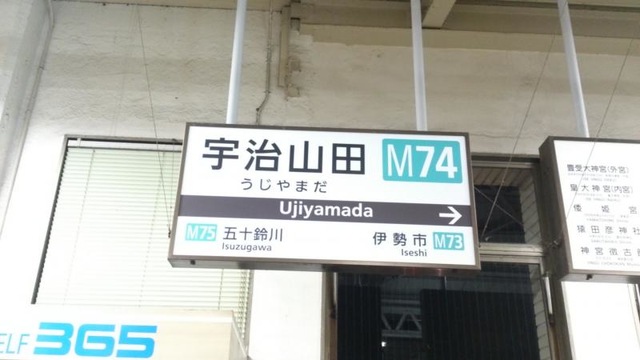 宇治山田 M74
うじやまだ
Ujiyamada
M75 五十鈴川 伊勢市 M73
Isuzugawa Iseshi
豊受大神宮(外宮)
皇大神宮(内宮)
倭姫宮
猿田彦神社
神宮徴古
ELF 365